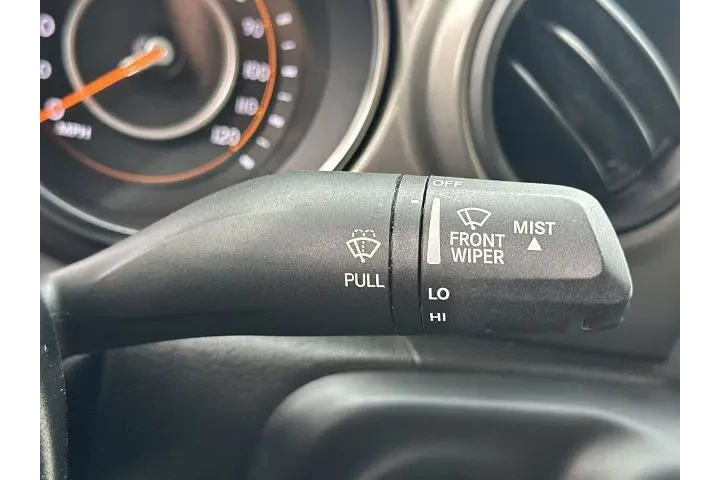 90
100
110
120
MPH
OFF
FRONT
WIPER
MIST
PULL
LO
HI